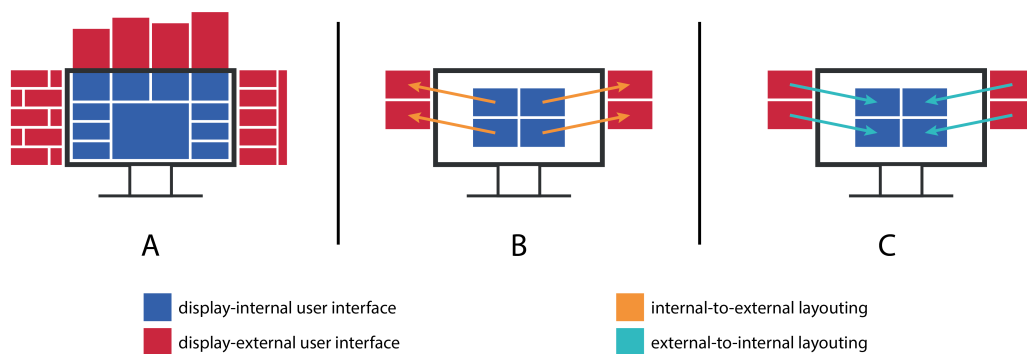 A
B
C
display-internal user interface
internal-to-external layouting
display-external user interface
external-to-internal layouting